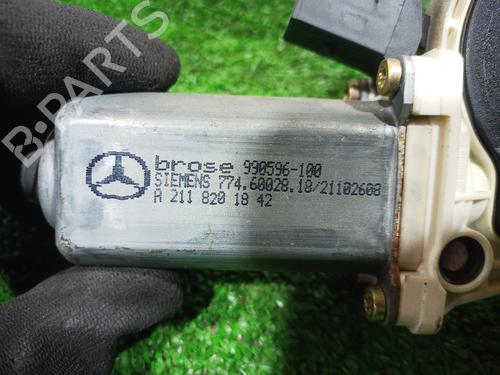 B-PARTS
brose 990596-100
SIEMENS 774.60028.18/21102608
A 211 820 18 42